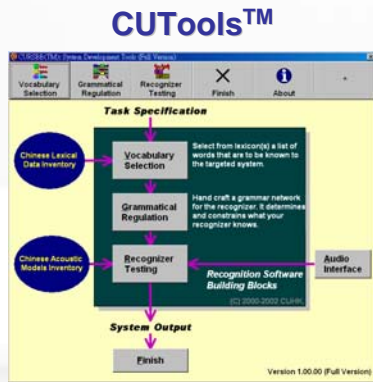 CUTools™
CURSBB(TM): System Development Tools (Full Version)
Vocabulary
Selection
Grammatical
Regulation
Recognizer
Testing
Finish
About
Task Specification
Chinese Lexical
Data Inventory
Vocabulary
Selection
Select from lexicon(s) a list of
words that are to be known to
the targeted system.
Grammatical
Regulation
Hand craft a grammar network
for the recognizer. It determines
and constrains what your
recognizer knows.
Chinese Acoustic
Models Inventory
Recognizer
Testing
Audio
Interface
Recognition Software
Building Blocks
(C) 2000-2002 CUHK
System Output
Finish
Version 1.00.00 (Full Version)